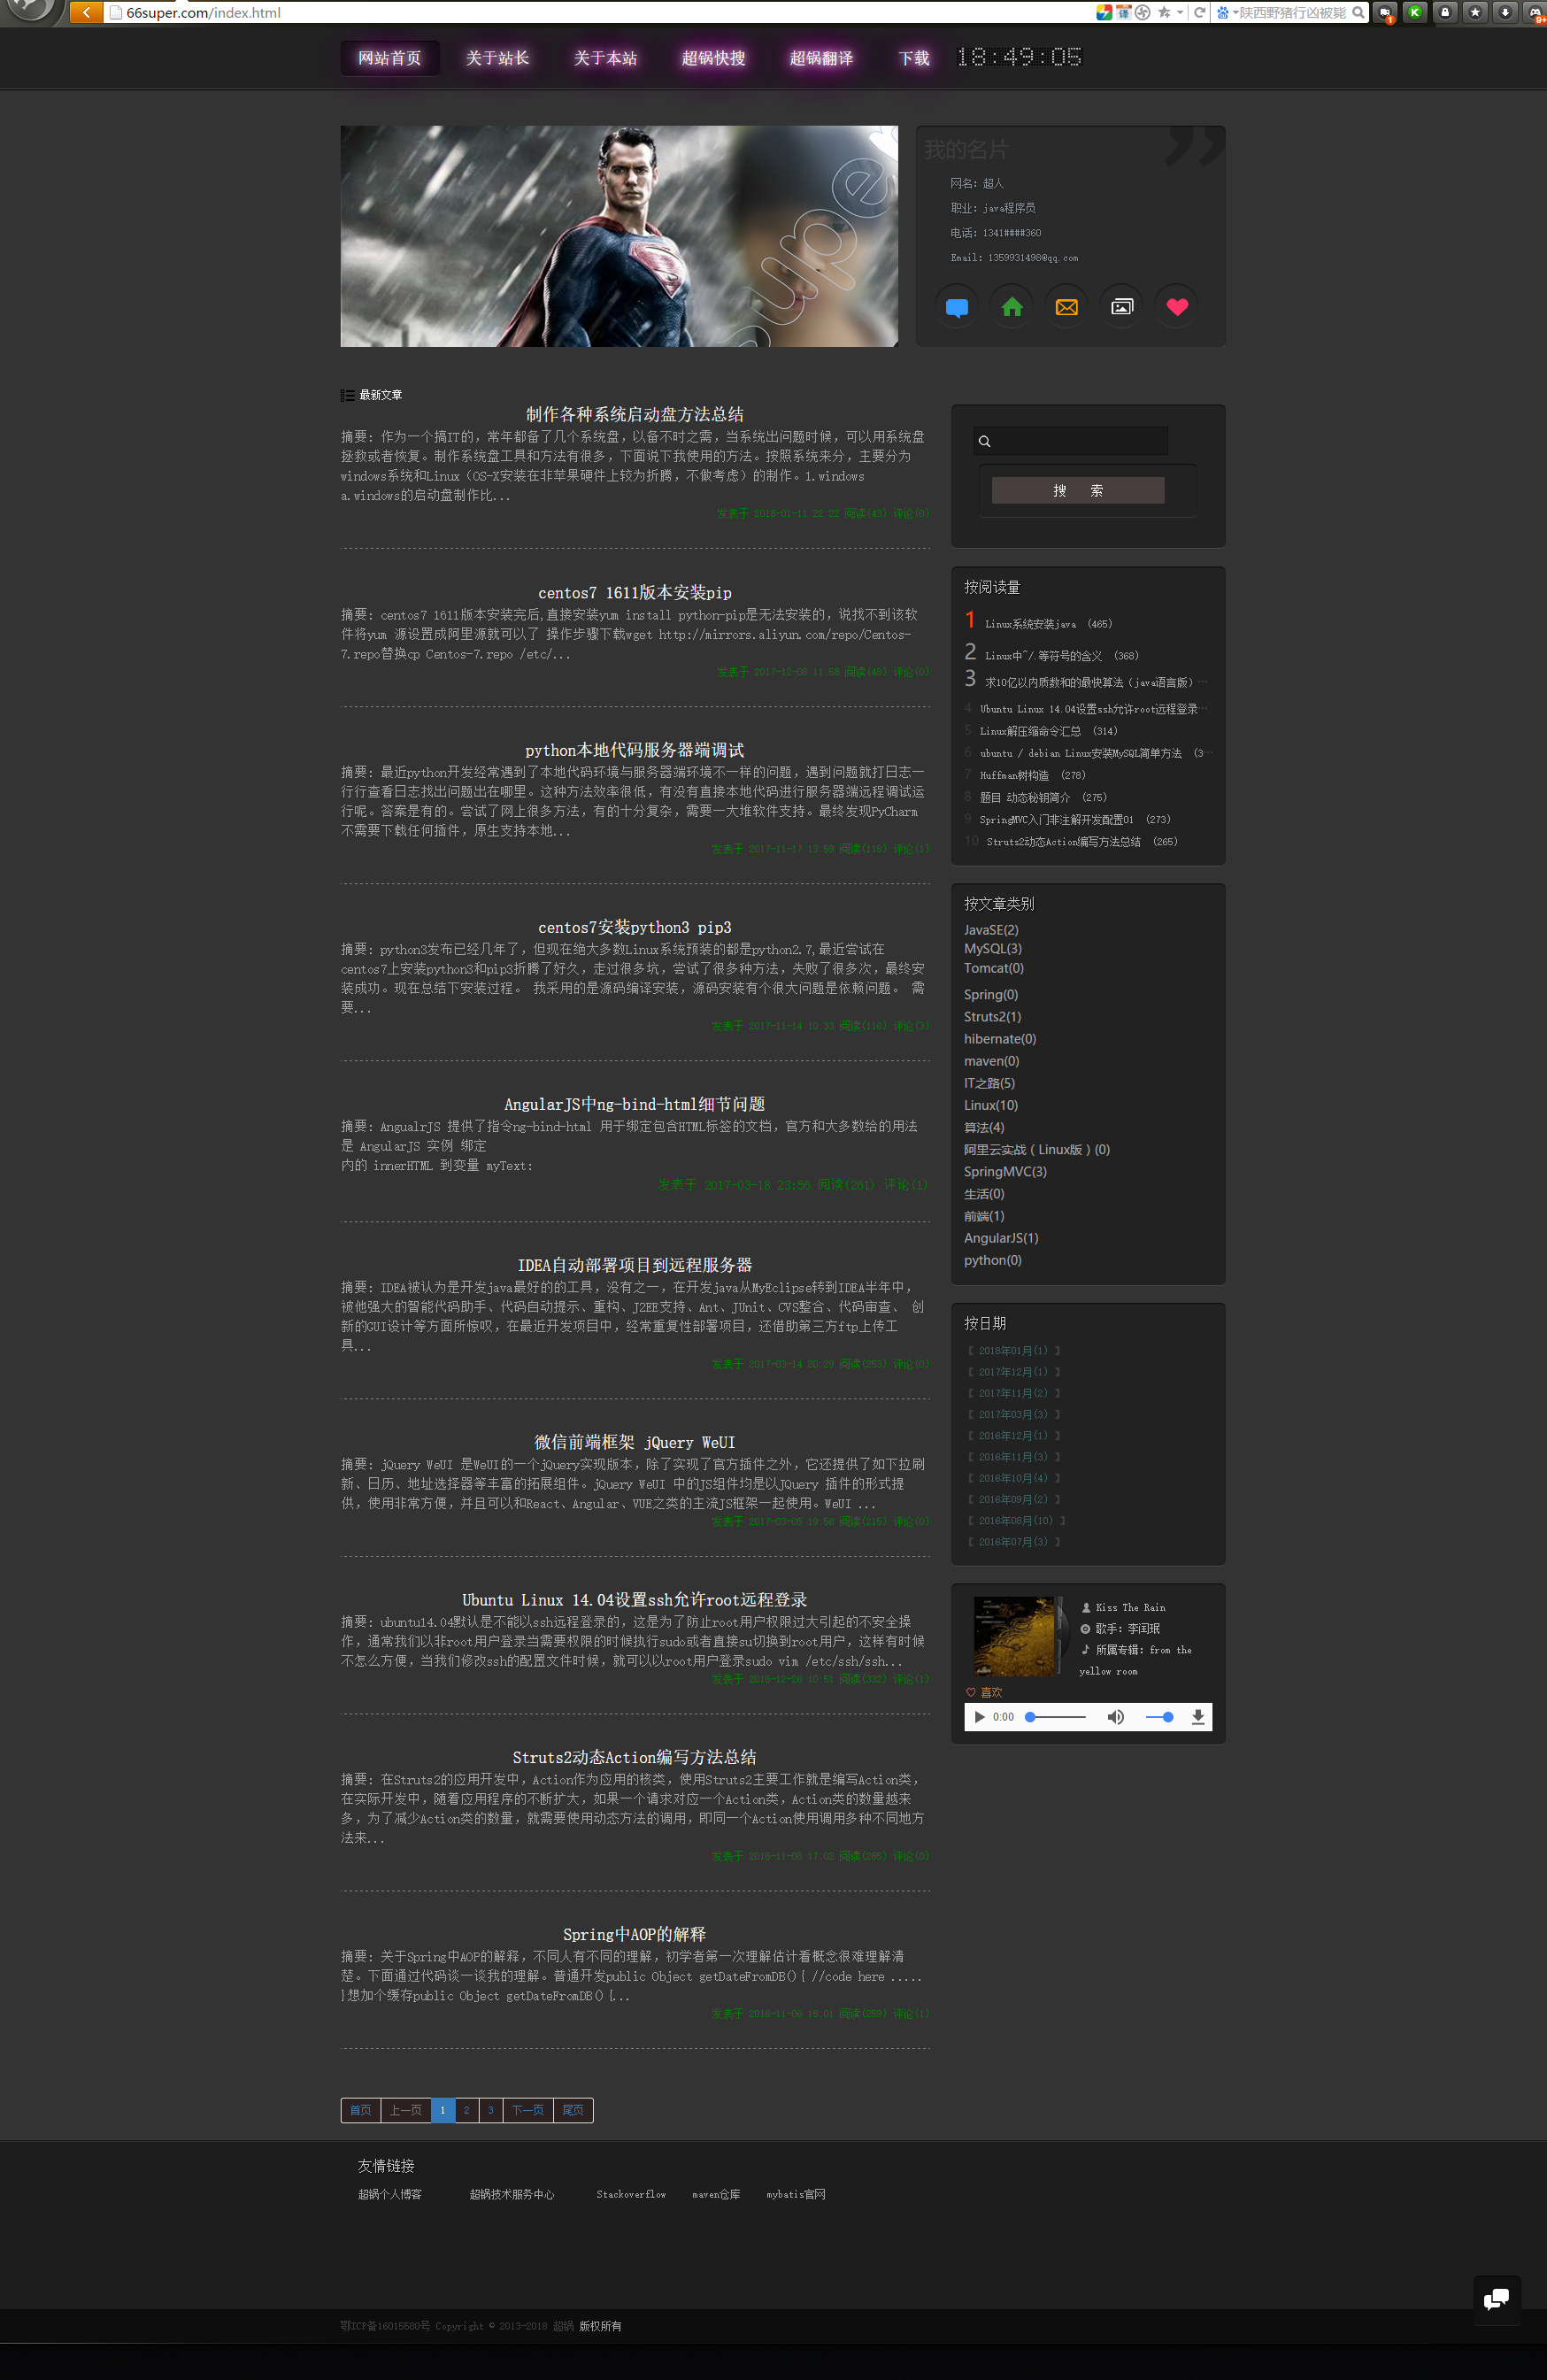 66super.com/index.html
陕西野猪行凶被毙
网站首页 关于站长 关于本站 超锅快搜 超锅翻译 下载 18:49:05
我的名片
网名：超人
职业：java程序员
电话：1341####360
Email：1359931498@qq.com
最新文章
制作各种系统启动盘方法总结
摘要：作为一个搞IT的，常年都备了几个系统盘，以备不时之需，当系统出问题时候，可以用系统盘
拯救或者恢复。制作系统盘工具和方法有很多，下面说下我使用的方法。按照系统来分，主要分为
windows系统和Linux（OS-X安装在非苹果硬件上较为折腾，不做考虑）的制作。1.windows
a.windows的启动盘制作比...
发表于 2018-01-11 22:22 阅读(43) 评论(0)
centos7 1611版本安装pip
摘要：centos7 1611版本安装完后,直接安装yum install python-pip是无法安装的，说找不到该软
件将yum 源设置成阿里源就可以了 操作步骤下载wget http://mirrors.aliyun.com/repo/Centos-
7.repo替换cp Centos-7.repo /etc/...
发表于 2017-12-08 11:58 阅读(48) 评论(0)
python本地代码服务器端调试
摘要：最近python开发经常遇到了本地代码环境与服务器端环境不一样的问题，遇到问题就打日志一
行行查看日志找出问题出在哪里。这种方法效率很低，有没有直接本地代码进行服务器端远程调试运
行呢。答案是有的。尝试了网上很多方法，有的十分复杂，需要一大堆软件支持。最终发现PyCharm
不需要下载任何插件，原生支持本地...
发表于 2017-11-17 13:59 阅读(118) 评论(1)
centos7安装python3 pip3
摘要：python3发布已经几年了，但现在绝大多数Linux系统预装的都是python2.7,最近尝试在
centos7上安装python3和pip3折腾了好久，走过很多坑，尝试了很多种方法，失败了很多次，最终安
装成功。现在总结下安装过程。 我采用的是源码编译安装，源码安装有个很大问题是依赖问题。 需
要...
发表于 2017-11-14 10:33 阅读(116) 评论(3)
AngularJS中ng-bind-html细节问题
摘要：AngualrJS 提供了指令ng-bind-html 用于绑定包含HTML标签的文档，官方和大多数给的用法
是 AngularJS 实例 绑定
内的 innerHTML 到变量 myText:
发表于 2017-03-18 23:56 阅读(261) 评论(1)
IDEA自动部署项目到远程服务器
摘要：IDEA被认为是开发java最好的的工具，没有之一，在开发java从MyEclipse转到IDEA半年中，
被他强大的智能代码助手、代码自动提示、重构、J2EE支持、Ant、JUnit、CVS整合、代码审查、 创
新的GUI设计等方面所惊叹，在最近开发项目中，经常重复性部署项目，还借助第三方ftp上传工
具...
发表于 2017-03-14 20:29 阅读(253) 评论(0)
微信前端框架 jQuery WeUI
摘要：jQuery WeUI 是WeUI的一个jQuery实现版本，除了实现了官方插件之外，它还提供了如下拉刷
新、日历、地址选择器等丰富的拓展组件。jQuery WeUI 中的JS组件均是以JQuery 插件的形式提
供，使用非常方便，并且可以和React、Angular、VUE之类的主流JS框架一起使用。WeUI ...
发表于 2017-03-05 19:56 阅读(215) 评论(0)
Ubuntu Linux 14.04设置ssh允许root远程登录
摘要：ubuntu14.04默认是不能以ssh远程登录的，这是为了防止root用户权限过大引起的不安全操
作，通常我们以非root用户登录当需要权限的时候执行sudo或者直接su切换到root用户，这样有时候
不怎么方便，当我们修改ssh的配置文件时候，就可以以root用户登录sudo vim /etc/ssh/ssh...
发表于 2016-12-26 10:51 阅读(332) 评论(1)
Struts2动态Action编写方法总结
摘要：在Struts2的应用开发中，Action作为应用的核类，使用Struts2主要工作就是编写Action类，
在实际开发中，随着应用程序的不断扩大，如果一个请求对应一个Action类，Action类的数量越来
多，为了减少Action类的数量，就需要使用动态方法的调用，即同一个Action使用调用多种不同地方
法来...
发表于 2016-11-08 17:02 阅读(265) 评论(0)
Spring中AOP的解释
摘要：关于Spring中AOP的解释，不同人有不同的理解，初学者第一次理解估计看概念很难理解清
楚。下面通过代码谈一谈我的理解。普通开发public Object getDateFromDB(){ //code here .....
}想加个缓存public Object getDateFromDB(){...
发表于 2016-11-06 18:01 阅读(259) 评论(1)
首页 上一页 1 2 3 下一页 尾页
搜 索
按阅读量
1 Linux系统安装java （465）
2 Linux中~/.等符号的含义 （368）
3 求10亿以内质数和的最快算法（java语言版）…
4 Ubuntu Linux 14.04设置ssh允许root远程登录…
5 Linux解压缩命令汇总 （314）
6 ubuntu / debian Linux安装MySQL简单方法 （3…
7 Huffman树构造 （278）
8 题目 动态秘钥简介 （275）
9 SpringMVC入门非注解开发配置01 （273）
10 Struts2动态Action编写方法总结 （265）
按文章类别
JavaSE(2)
MySQL(3)
Tomcat(0)
Spring(0)
Struts2(1)
hibernate(0)
maven(0)
IT之路(5)
Linux(10)
算法(4)
阿里云实战（Linux版）(0)
SpringMVC(3)
生活(0)
前端(1)
AngularJS(1)
python(0)
按日期
〖 2018年01月(1) 〗
〖 2017年12月(1) 〗
〖 2017年11月(2) 〗
〖 2017年03月(3) 〗
〖 2016年12月(1) 〗
〖 2016年11月(3) 〗
〖 2016年10月(4) 〗
〖 2016年09月(2) 〗
〖 2016年08月(10) 〗
〖 2016年07月(3) 〗
Kiss The Rain
歌手：李闰珉
所属专辑：from the
yellow room
♡ 喜欢
0:00
友情链接
超锅个人博客 超锅技术服务中心 Stackoverflow maven仓库 mybatis官网
鄂ICP备16015580号 Copyright © 2013-2018 超锅 版权所有